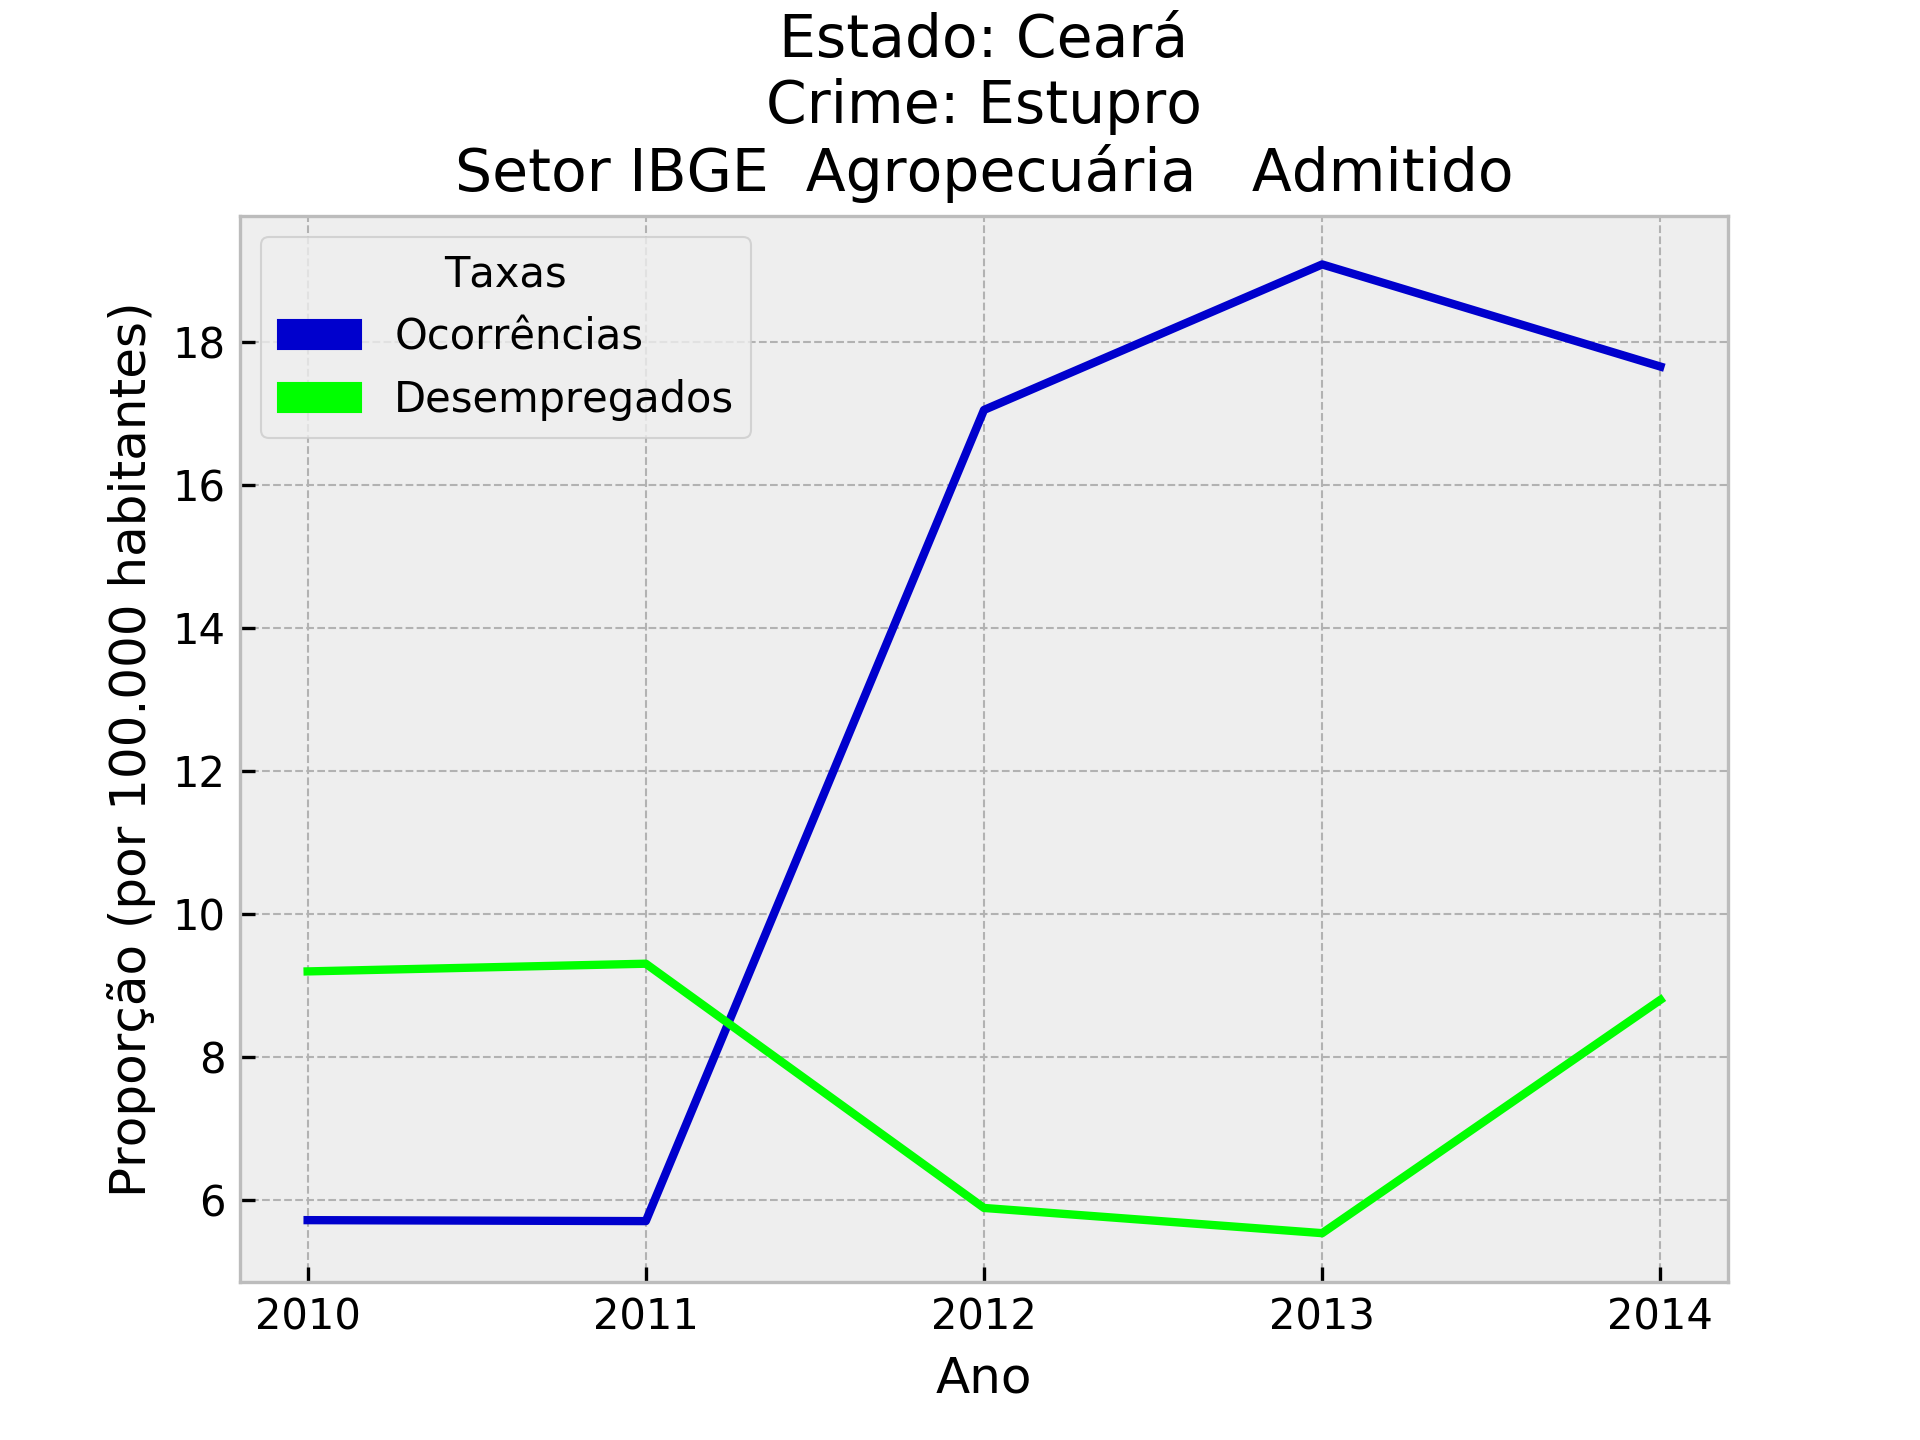 Estado: Ceará
Crime: Estupro
Setor IBGE  Agropecuária   Admitido
Taxas
Ocorrências
Desempregados
Proporção (por 100.000 habitantes)
18
16
14
12
10
8
6
2010
2011
2012
2013
2014
Ano